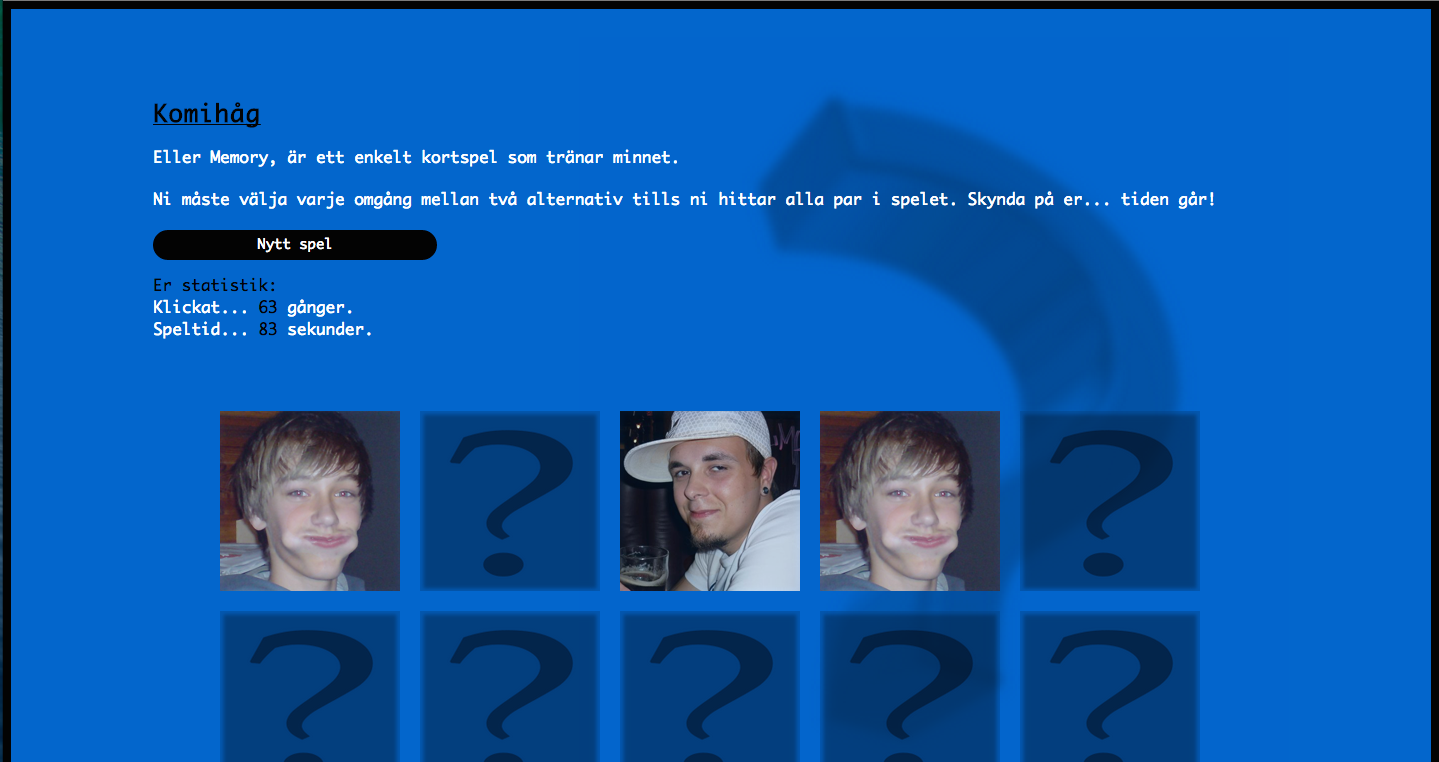 Komihåg
Eller Memory, är ett enkelt kortspel som tränar minnet.
Ni måste välja varje omgång mellan två alternativ tills ni hittar alla par i spelet. Skynda på er... tiden går!
Nytt spel
Er statistik:
Klickat... 63 gånger.
Speltid... 83 sekunder.
?
? ?
? ? ? ? ?